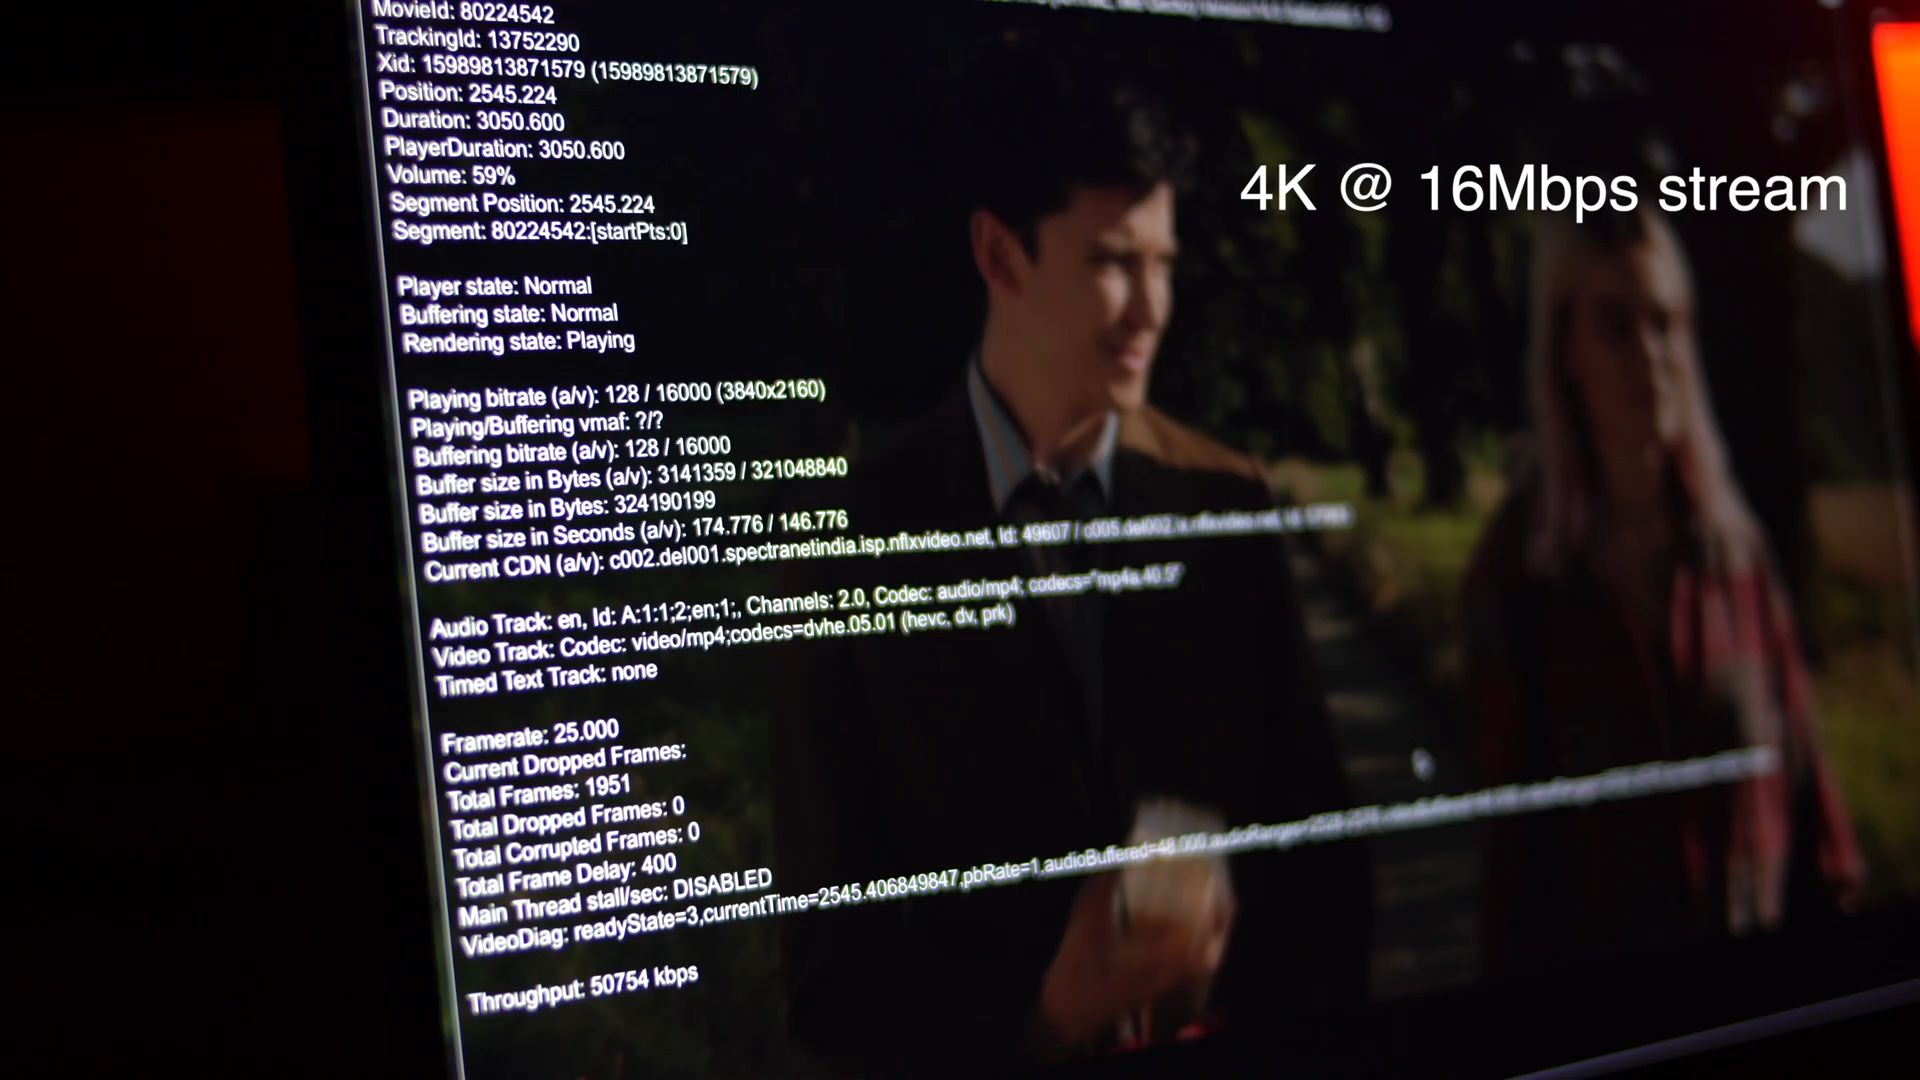 MovieId: 80224542
TrackingId: 13752290
Xid: 15989813871579 (15989813871579)
Position: 2545.224
Duration: 3050.600
PlayerDuration: 3050.600
Volume: 59%
Segment Position: 2545.224
Segment: 80224542:[startPts:0]
4K @ 16Mbps stream
Player state: Normal
Buffering state: Normal
Rendering state: Playing
Playing bitrate (a/v): 128 / 16000 (3840x2160)
Playing/Buffering vmaf: ?/?
Buffering bitrate (a/v): 128 / 16000
Buffer size in Bytes (a/v): 3141359 / 321048840
Buffer size in Bytes: 324190199
Buffer size in Seconds (a/v): 174.776 / 146.776
Current CDN (a/v): c002.del001.spectranetindia.isp.nflxvideo.net, Id: 49607 / c005.del002.ix.nflxvideo.net, Id:
Audio Track: en, Id: A:1:1;2;en;1;, Channels: 2.0, Codec: audio/mp4; codecs="mp4a.40.5"
Video Track: Codec: video/mp4;codecs=dvhe.05.01 (hevc, dv, prk)
Timed Text Track: none
Framerate: 25.000
Current Dropped Frames:
Total Frames: 1951
Total Dropped Frames: 0
Total Corrupted Frames: 0
Total Frame Delay: 400
Main Thread stall/sec: DISABLED
VideoDiag: readyState=3,currentTime=2545.406849847,pbRate=1,audioBuffered=48.000,
Throughput: 50754 kbps